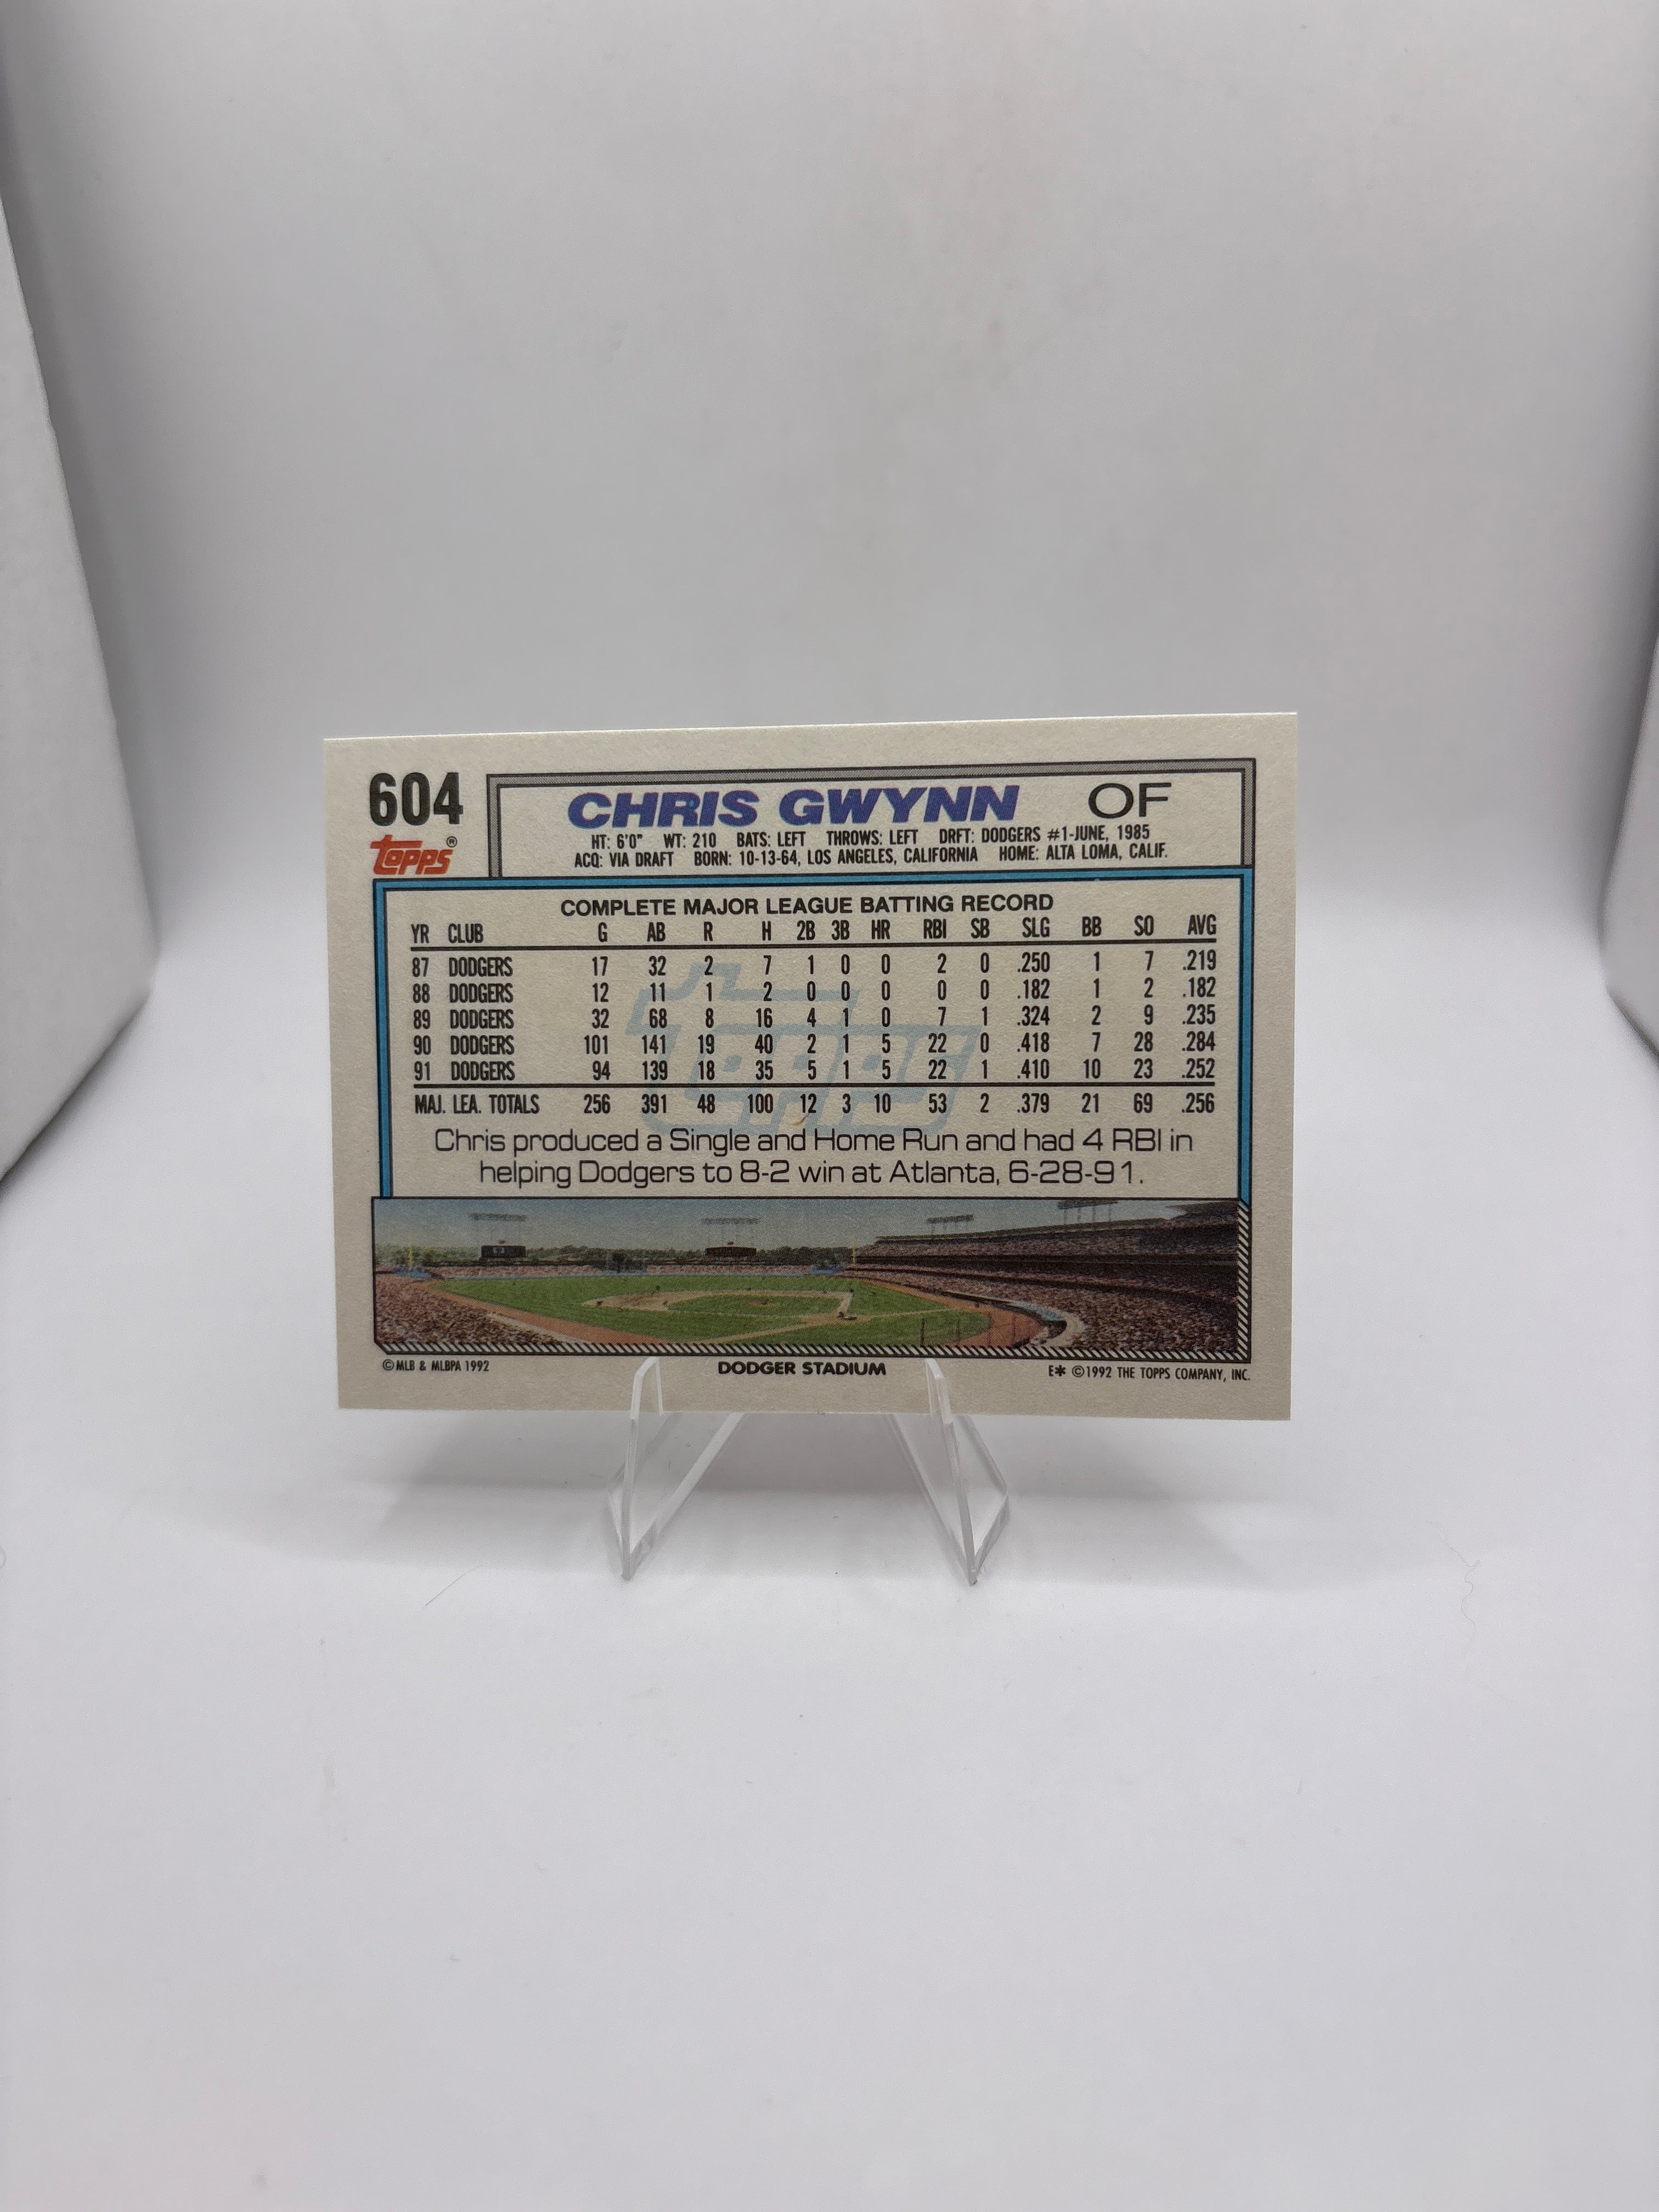 604
topps®
CHRIS GWYNN OF
HT: 6'0" WT: 210 BATS: LEFT THROWS: LEFT DRFT: DODGERS #1-JUNE, 1985
ACQ: VIA DRAFT BORN: 10-13-64, LOS ANGELES, CALIFORNIA HOME: ALTA LOMA, CALIF.
COMPLETE MAJOR LEAGUE BATTING RECORD
YR CLUB G AB R H 2B 3B HR RBI SB SLG BB SO AVG
87 DODGERS 17 32 2 7 1 0 0 2 0 .250 1 7 .219
88 DODGERS 12 11 1 2 0 0 0 0 0 .182 1 2 .182
89 DODGERS 32 68 8 16 4 1 0 7 1 .324 2 9 .235
90 DODGERS 101 141 19 40 2 1 5 22 0 .418 7 28 .284
91 DODGERS 94 139 18 35 5 1 5 22 1 .410 10 23 .252
MAJ. LEA. TOTALS 256 391 48 100 12 3 10 53 2 .379 21 69 .256
topps
Chris produced a Single and Home Run and had 4 RBI in
helping Dodgers to 8-2 win at Atlanta, 6-28-91.
© MLB & MLBPA 1992 DODGER STADIUM E* © 1992 THE TOPPS COMPANY, INC.